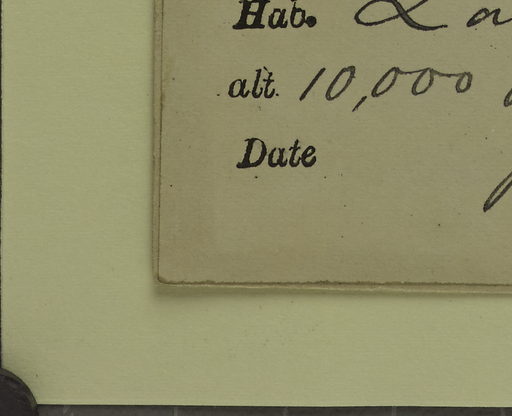 Hab.
alt. 10,000
Date